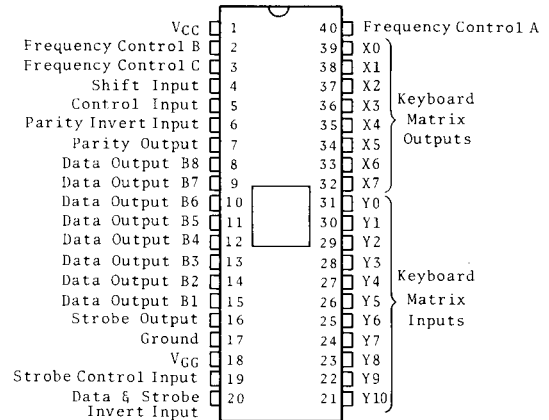 VCC 1 40 Frequency Control A
Frequency Control B 2 39 X0
Frequency Control C 3 38 X1
Shift Input 4 37 X2
Control Input 5 36 X3 Keyboard
Parity Invert Input 6 35 X4 Matrix
Parity Output 7 34 X5 Outputs
Data Output B8 8 33 X6
Data Output B7 9 32 X7
Data Output B6 10 31 Y0
Data Output B5 11 30 Y1
Data Output B4 12 29 Y2
Data Output B3 13 28 Y3
Data Output B2 14 27 Y4 Keyboard
Data Output B1 15 26 Y5 Matrix
Strobe Output 16 25 Y6 Inputs
Ground 17 24 Y7
VGG 18 23 Y8
Strobe Control Input 19 22 Y9
Data & Strobe 20 21 Y10
Invert Input